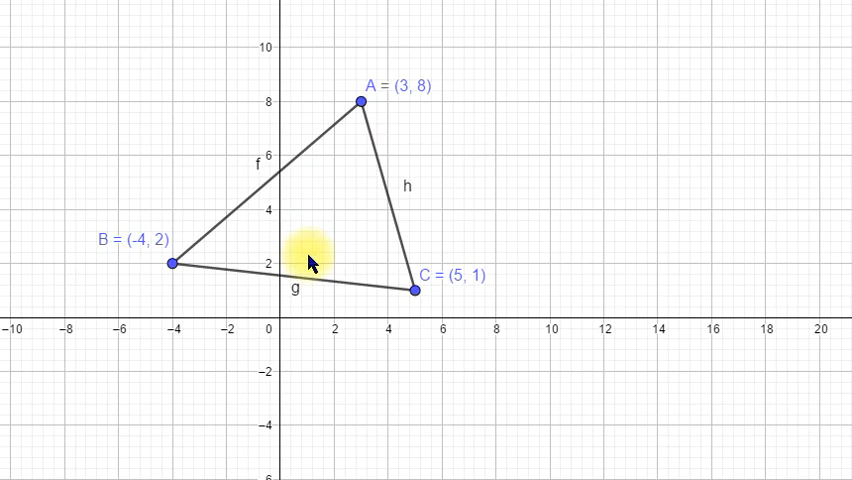 10
A = (3, 8)
8
f
6
h
4
B = (-4, 2)
2
C = (5, 1)
g
−10 −8 −6 −4 −2 0 2 4 6 8 10 12 14 16 18 20
−2
−4